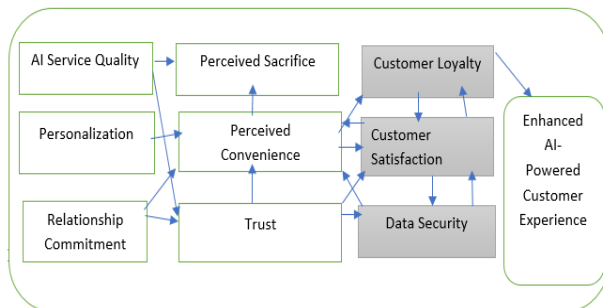 AI Service Quality
Perceived Sacrifice
Customer Loyalty
Personalization
Perceived
Convenience
Customer
Satisfaction
Relationship
Commitment
Trust
Data Security
Enhanced
AI-
Powered
Customer
Experience